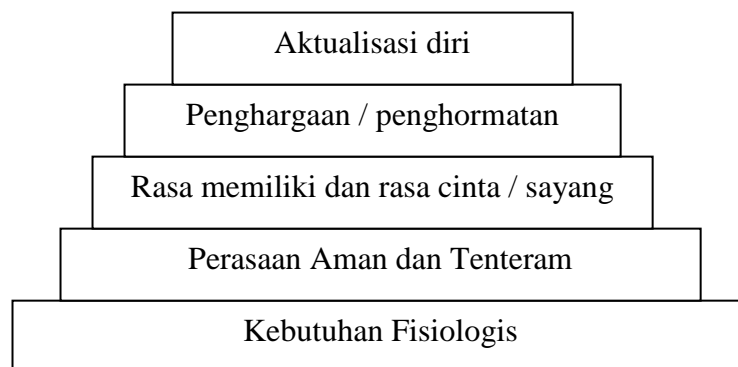 Aktualisasi diri
Penghargaan / penghormatan
Rasa memiliki dan rasa cinta / sayang
Perasaan Aman dan Tenteram
Kebutuhan Fisiologis